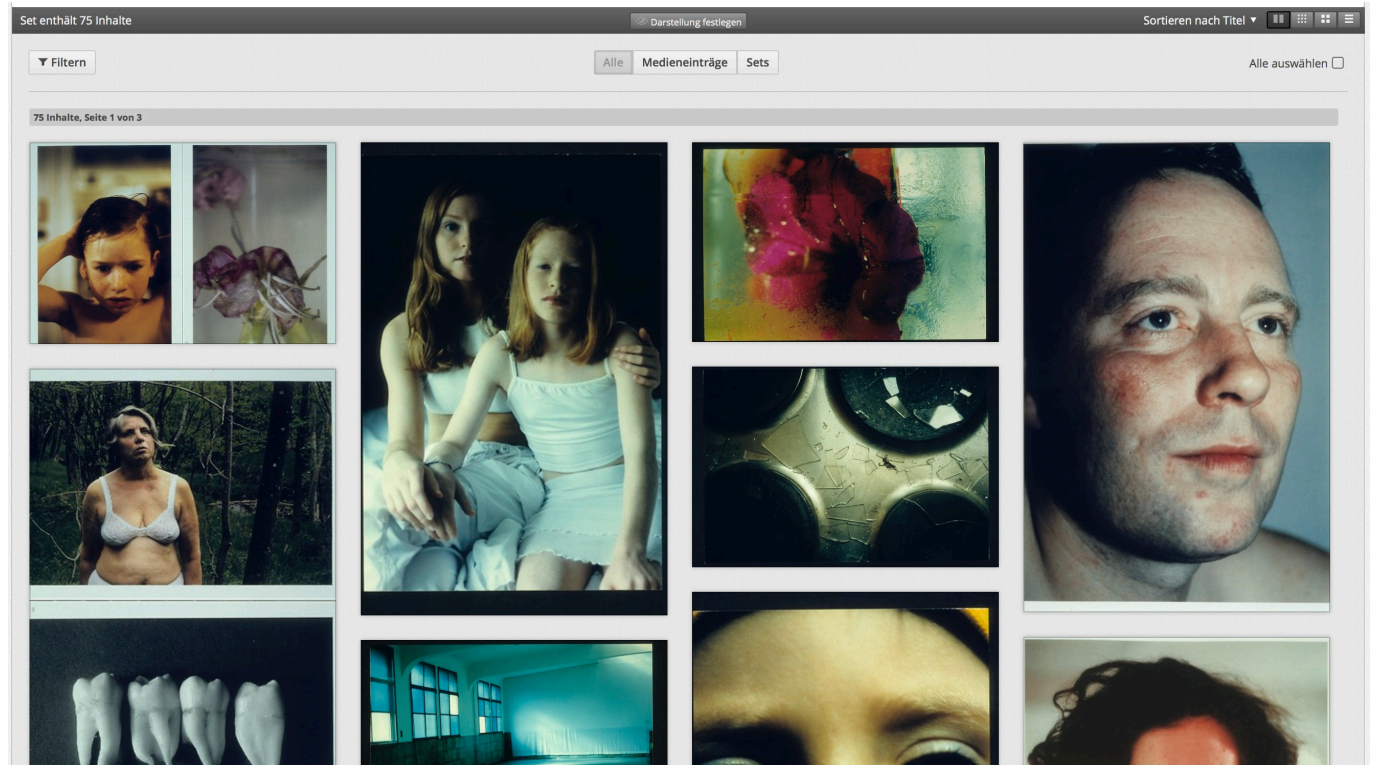 Set enthält 75 Inhalte
Darstellung festlegen
Sortieren nach Titel
Filtern
Alle
Medieneinträge
Sets
Alle auswählen
75 Inhalte, Seite 1 von 3